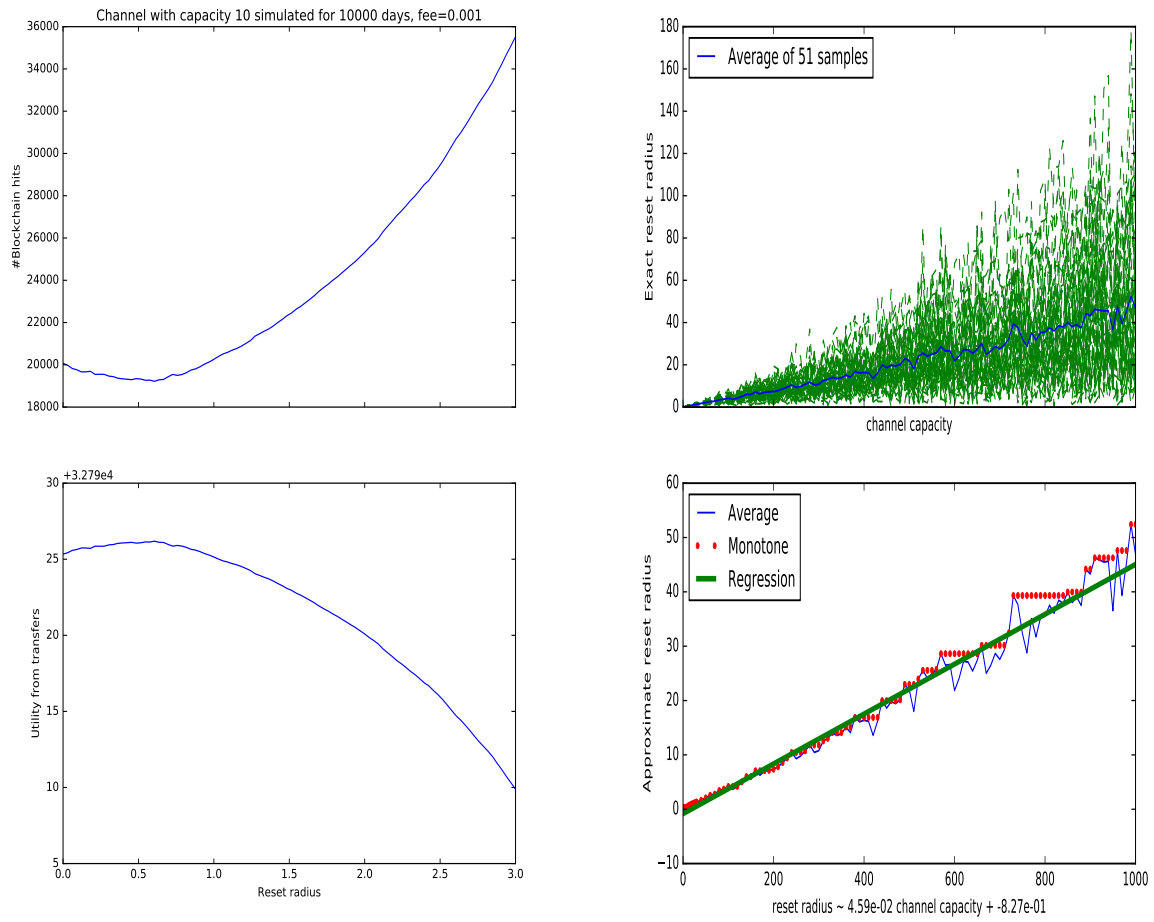 Channel with capacity 10 simulated for 10000 days, fee=0.001
36000
34000
32000
30000
28000
26000
24000
22000
20000
18000
#Blockchain hits
180
160
140
120
100
80
60
40
20
0
Exact reset radius
Average of 51 samples
channel capacity
+3.279e4
30
25
20
15
10
5
Utility from transfers
0.0 0.5 1.0 1.5 2.0 2.5 3.0
Reset radius
60
50
40
30
20
10
0
−10
Approximate reset radius
Average
Monotone
Regression
0 200 400 600 800 1000
reset radius ~ 4.59e-02 channel capacity + -8.27e-01